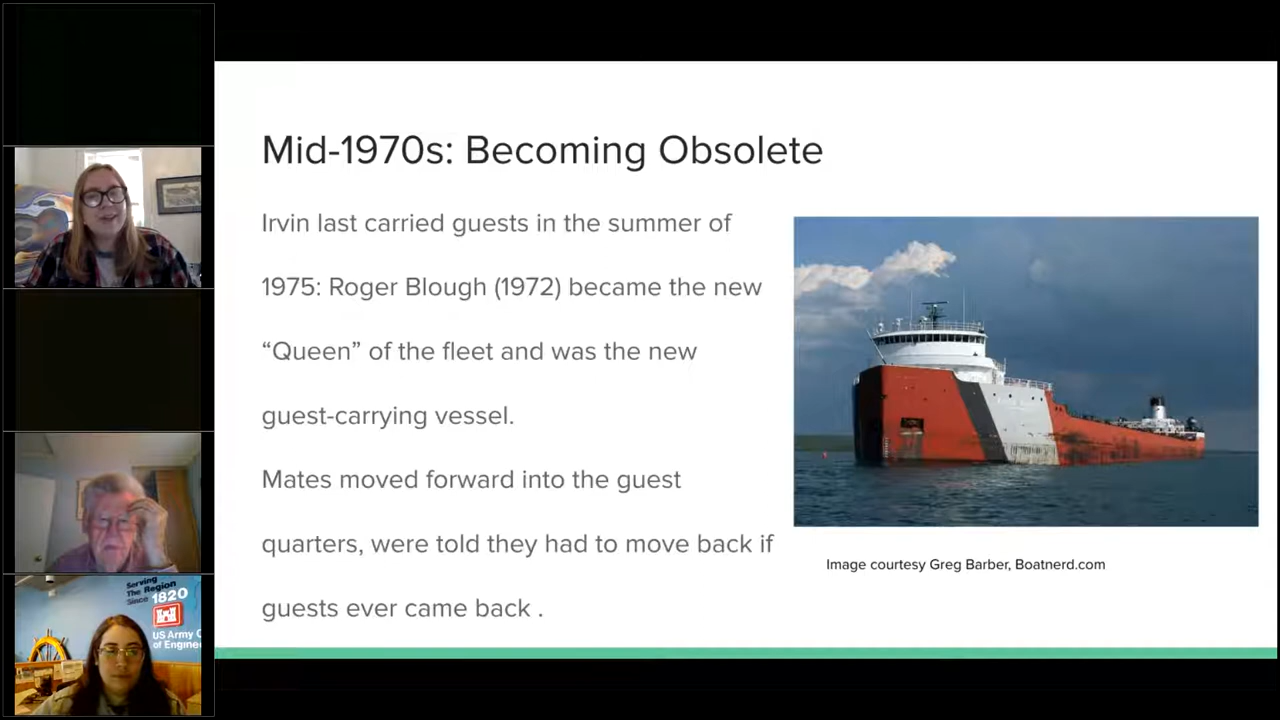 Mid-1970s: Becoming Obsolete
Irvin last carried guests in the summer of
1975: Roger Blough (1972) became the new
“Queen” of the fleet and was the new
guest-carrying vessel.
Mates moved forward into the guest
quarters, were told they had to move back if
guests ever came back .
Image courtesy Greg Barber, Boatnerd.com
Serving
The Region
Since 1820
US Army
of Engine